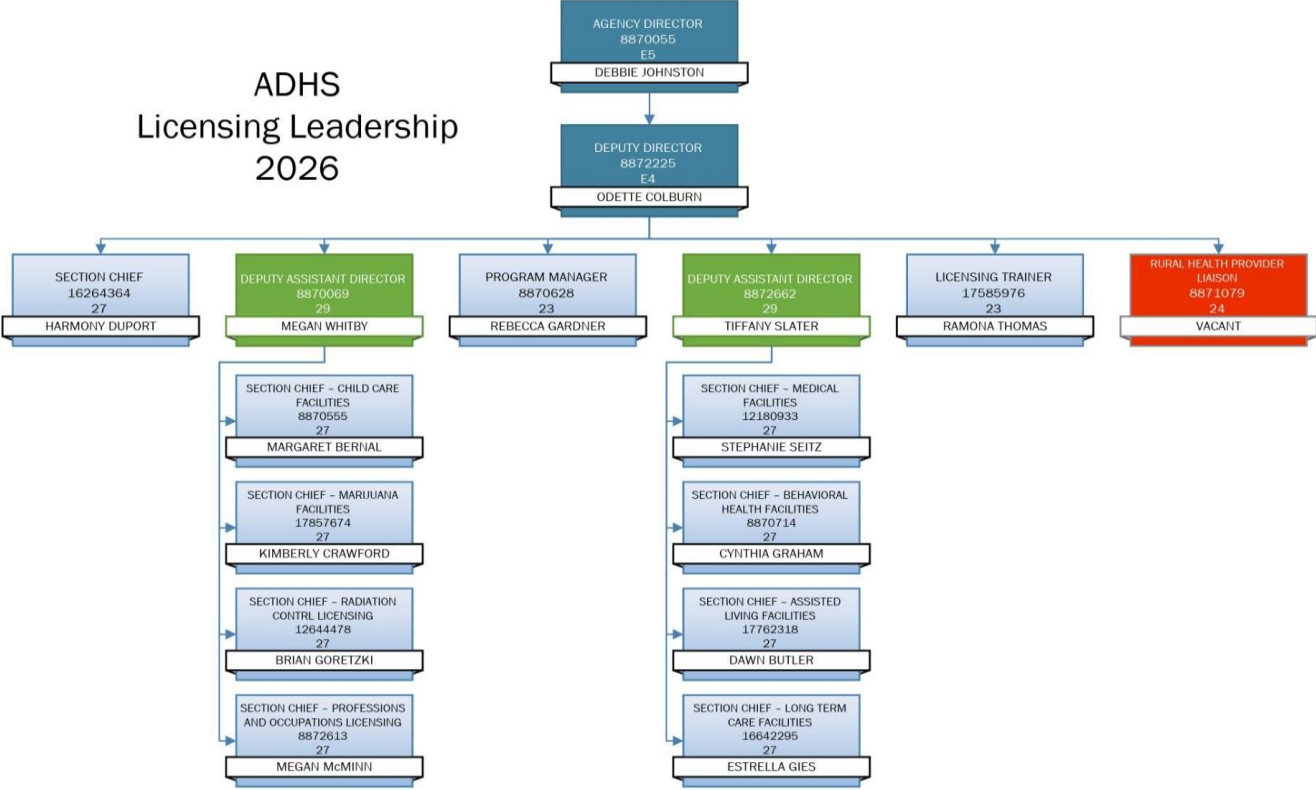 ADHS
Licensing Leadership
2026
AGENCY DIRECTOR
8870055
E5
DEBBIE JOHNSTON
DEPUTY DIRECTOR
8872225
E4
ODETTE COLBURN
SECTION CHIEF
16264364
27
HARMONY DUPORT
DEPUTY ASSISTANT DIRECTOR
8870069
29
MEGAN WHITBY
PROGRAM MANAGER
8870628
23
REBECCA GARDNER
DEPUTY ASSISTANT DIRECTOR
8872662
29
TIFFANY SLATER
LICENSING TRAINER
17585976
23
RAMONA THOMAS
RURAL HEALTH PROVIDER
LIAISON
8871079
24
VACANT
SECTION CHIEF – CHILD CARE
FACILITIES
8870555
27
MARGARET BERNAL
SECTION CHIEF – MARIJUANA
FACILITIES
17857674
27
KIMBERLY CRAWFORD
SECTION CHIEF – RADIATION
CONTRL LICENSING
12644478
27
BRIAN GORETZKI
SECTION CHIEF – PROFESSIONS
AND OCCUPATIONS LICENSING
8872613
27
MEGAN McMINN
SECTION CHIEF – MEDICAL
FACILITIES
12180933
27
STEPHANIE SEITZ
SECTION CHIEF – BEHAVIORAL
HEALTH FACILITIES
8870714
27
CYNTHIA GRAHAM
SECTION CHIEF – ASSISTED
LIVING FACILITIES
17762318
27
DAWN BUTLER
SECTION CHIEF – LONG TERM
CARE FACILITIES
16642295
27
ESTRELLA GIES